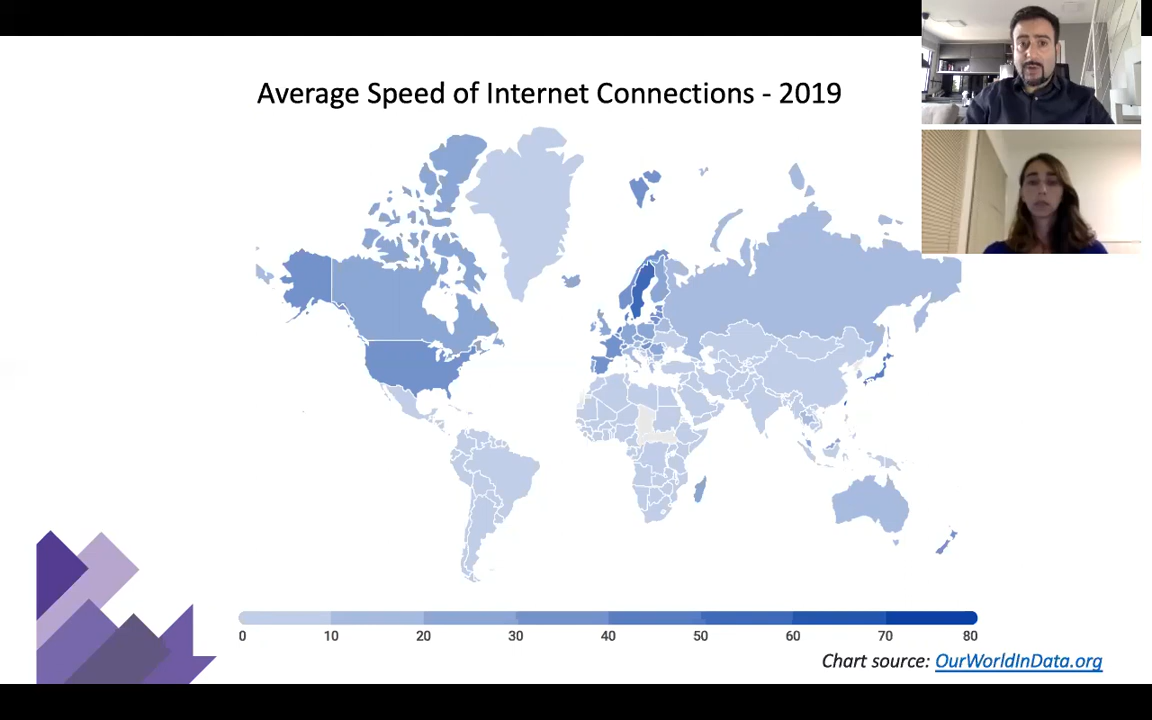 Average Speed of Internet Connections - 2019
0 10 20 30 40 50 60 70 80
Chart source: OurWorldInData.org